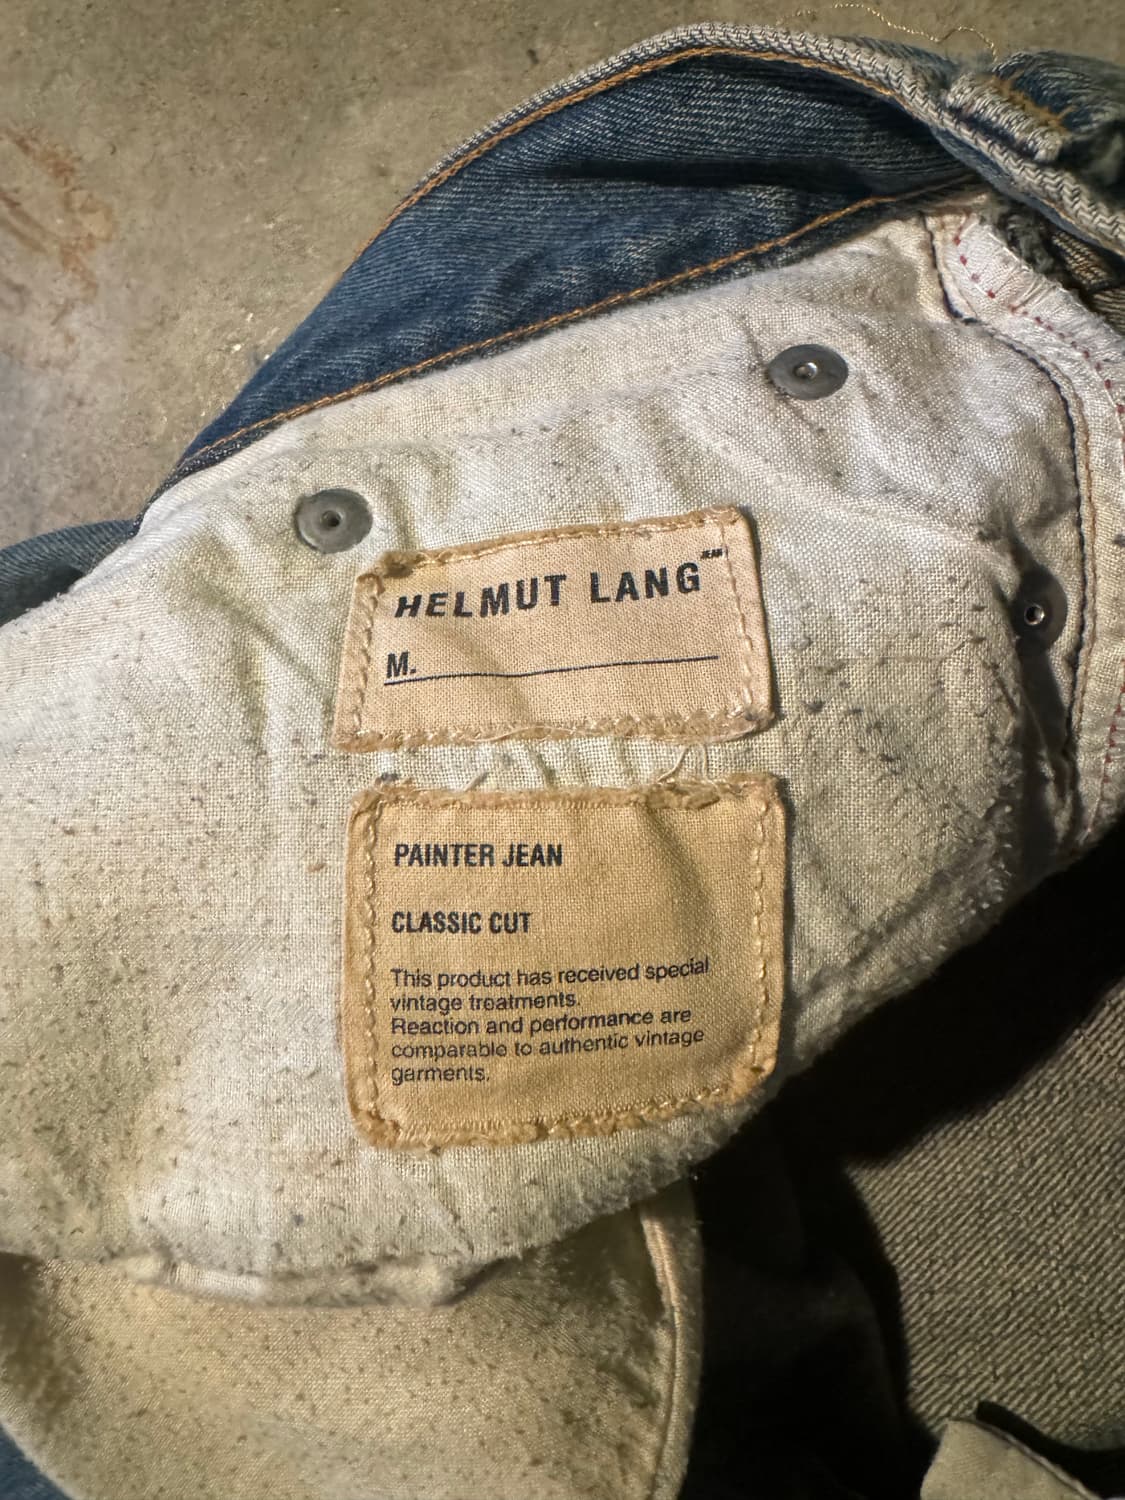 HELMUT LANG JEAN
M.
PAINTER JEAN
CLASSIC CUT
This product has received special
vintage treatments.
Reaction and performance are
comparable to authentic vintage
garments.